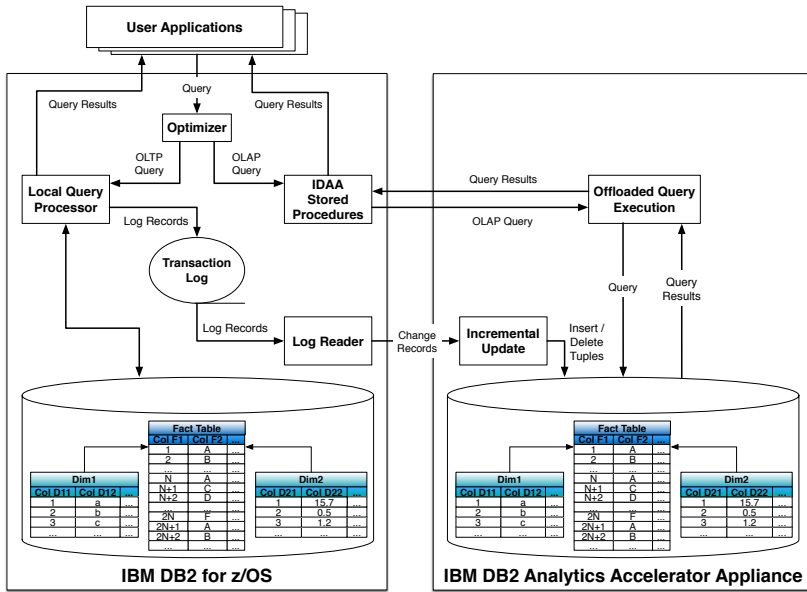 User Applications
Query Results
Query
Query Results
Optimizer
OLTP
Query
OLAP
Query
Local Query
Processor
IDAA
Stored
Procedures
Query Results
OLAP Query
Offloaded Query
Execution
Log Records
Transaction
Log
Query
Query
Results
Log Records
Log Reader
Change
Records
Incremental
Update
Insert /
Delete
Tuples
Fact Table
Col F1 Col F2 ...
1 A ...
2 B ...
... ... ...
N A ...
N+1 C ...
N+2 D ...
... ... ...
2N F ...
2N+1 A ...
2N+2 B ...
... ... ...
Dim1
Col D11 Col D12 ...
1 a ...
2 b ...
3 c ...
... ... ...
Dim2
Col D21 Col D22 ...
1 15.7 ...
2 0.5 ...
3 1.2 ...
... ... ...
IBM DB2 for z/OS
Fact Table
Col F1 Col F2 ...
1 A ...
2 B ...
... ... ...
N A ...
N+1 C ...
N+2 D ...
... ... ...
2N F ...
2N+1 A ...
2N+2 B ...
... ... ...
Dim1
Col D11 Col D12 ...
1 a ...
2 b ...
3 c ...
... ... ...
Dim2
Col D21 Col D22 ...
1 15.7 ...
2 0.5 ...
3 1.2 ...
... ... ...
IBM DB2 Analytics Accelerator Appliance